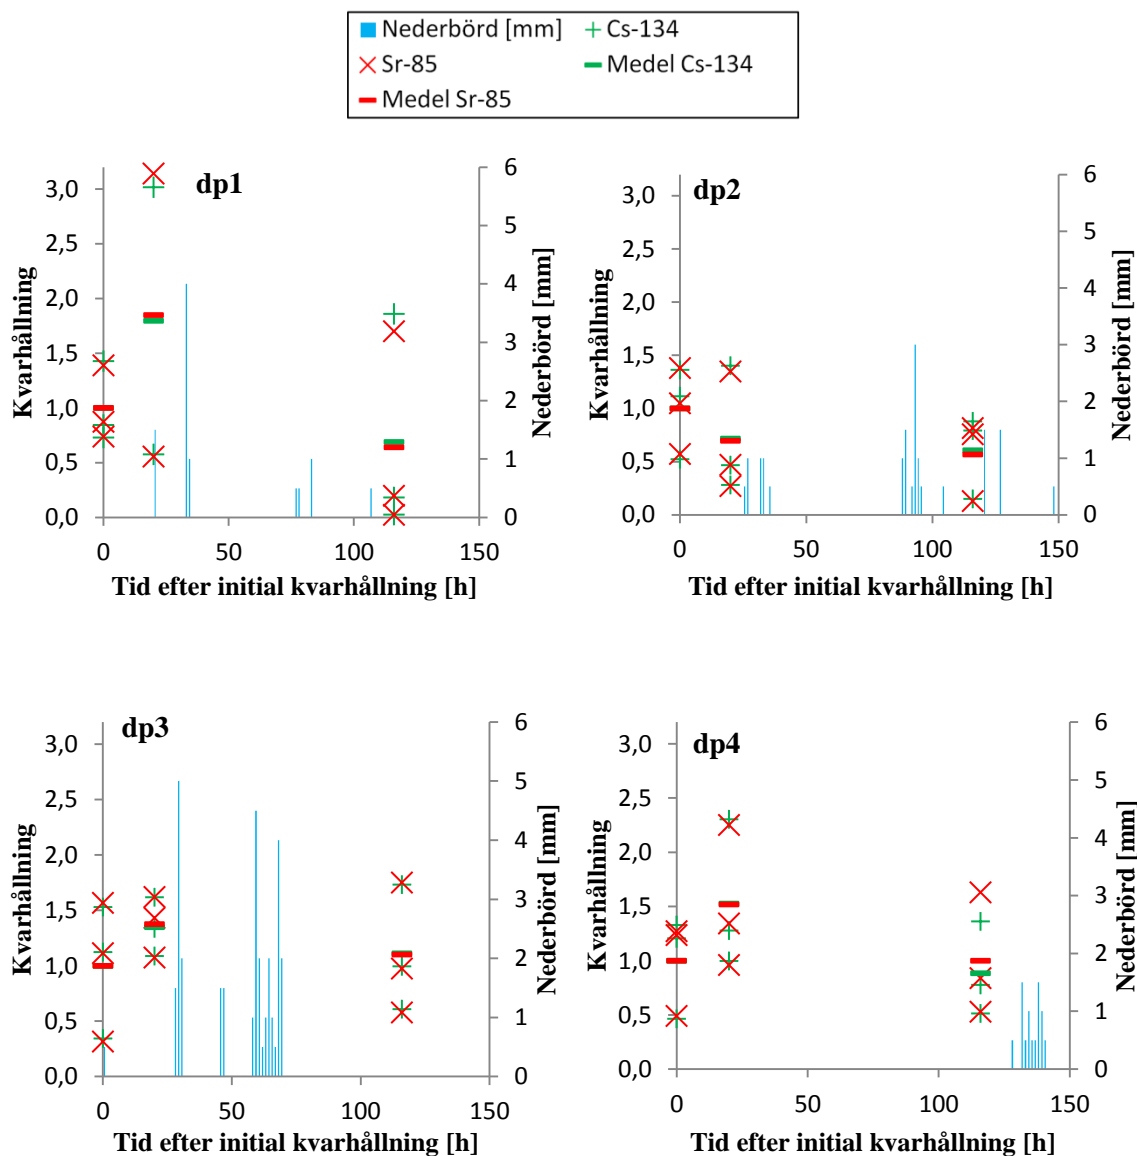 Nederbörd [mm] Cs-134
Sr-85 Medel Cs-134
Medel Sr-85
dp1
3,0
2,5
2,0
1,5
1,0
0,5
0,0
Kvarhållning
6
5
4
3
2
1
0
Nederbörd [mm]
0 50 100 150
Tid efter initial kvarhållning [h]
dp2
3,0
2,5
2,0
1,5
1,0
0,5
0,0
Kvarhållning
6
5
4
3
2
1
0
Nederbörd [mm]
0 50 100 150
Tid efter initial kvarhållning [h]
dp3
3,0
2,5
2,0
1,5
1,0
0,5
0,0
Kvarhållning
6
5
4
3
2
1
0
Nederbörd [mm]
0 50 100 150
Tid efter initial kvarhållning [h]
dp4
3,0
2,5
2,0
1,5
1,0
0,5
0,0
Kvarhållning
6
5
4
3
2
1
0
Nederbörd [mm]
0 50 100 150
Tid efter initial kvarhållning [h]